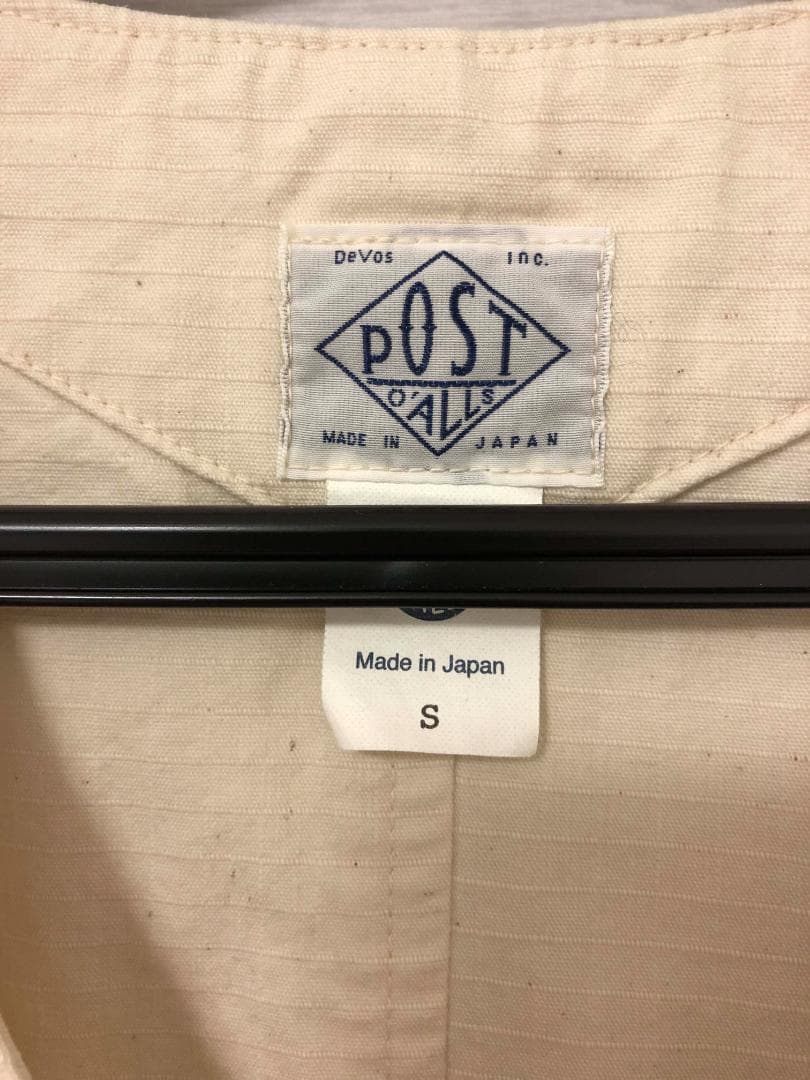 DeVos Inc.
POST
O'ALLS
MADE IN JAPAN
Made in Japan
S